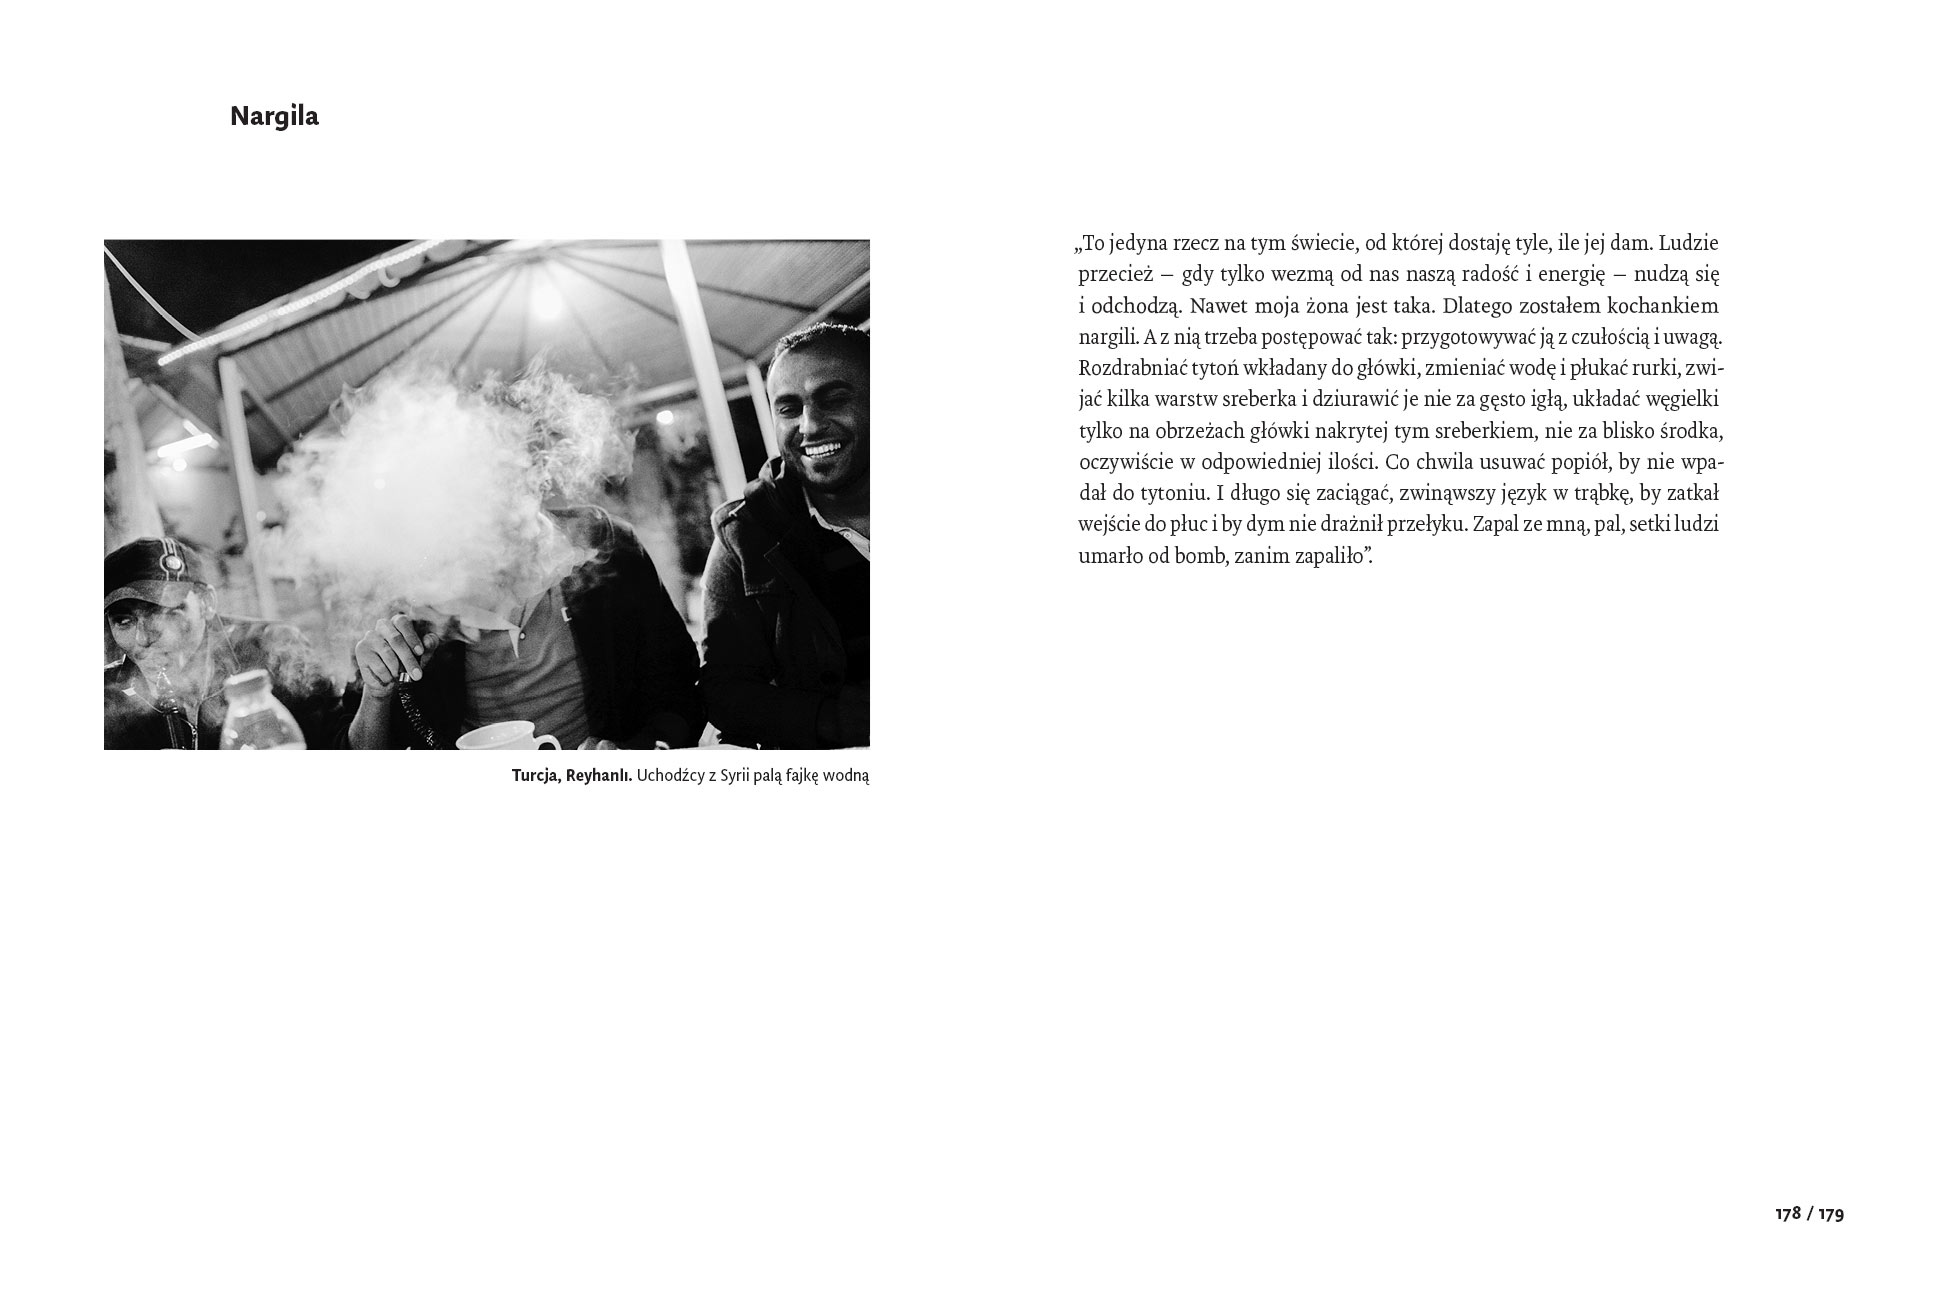 Nargila
„To jedyna rzecz na tym świecie, od której dostaję tyle, ile jej dam. Ludzie
przecież – gdy tylko wezmą od nas naszą radość i energię – nudzą się
i odchodzą. Nawet moja żona jest taka. Dlatego zostałem kochankiem
nargili. A z nią trzeba postępować tak: przygotowywać ją z czułością i uwagą.
Rozdrabniać tytoń wkładany do główki, zmieniać wodę i płukać rurki, zwi-
jać kilka warstw sreberka i dziurawić je nie za gęsto igłą, układać węgielki
tylko na obrzeżach główki nakrytej tym sreberkiem, nie za blisko środka,
oczywiście w odpowiedniej ilości. Co chwila usuwać popiół, by nie wpa-
dał do tytoniu. I długo się zaciągać, zwinąwszy język w trąbkę, by zatkał
wejście do płuc i by dym nie drażnił przełyku. Zapal ze mną, pal, setki ludzi
umarło od bomb, zanim zapaliło”.
Turcja, Reyhanlı. Uchodźcy z Syrii palą fajkę wodną
178 / 179